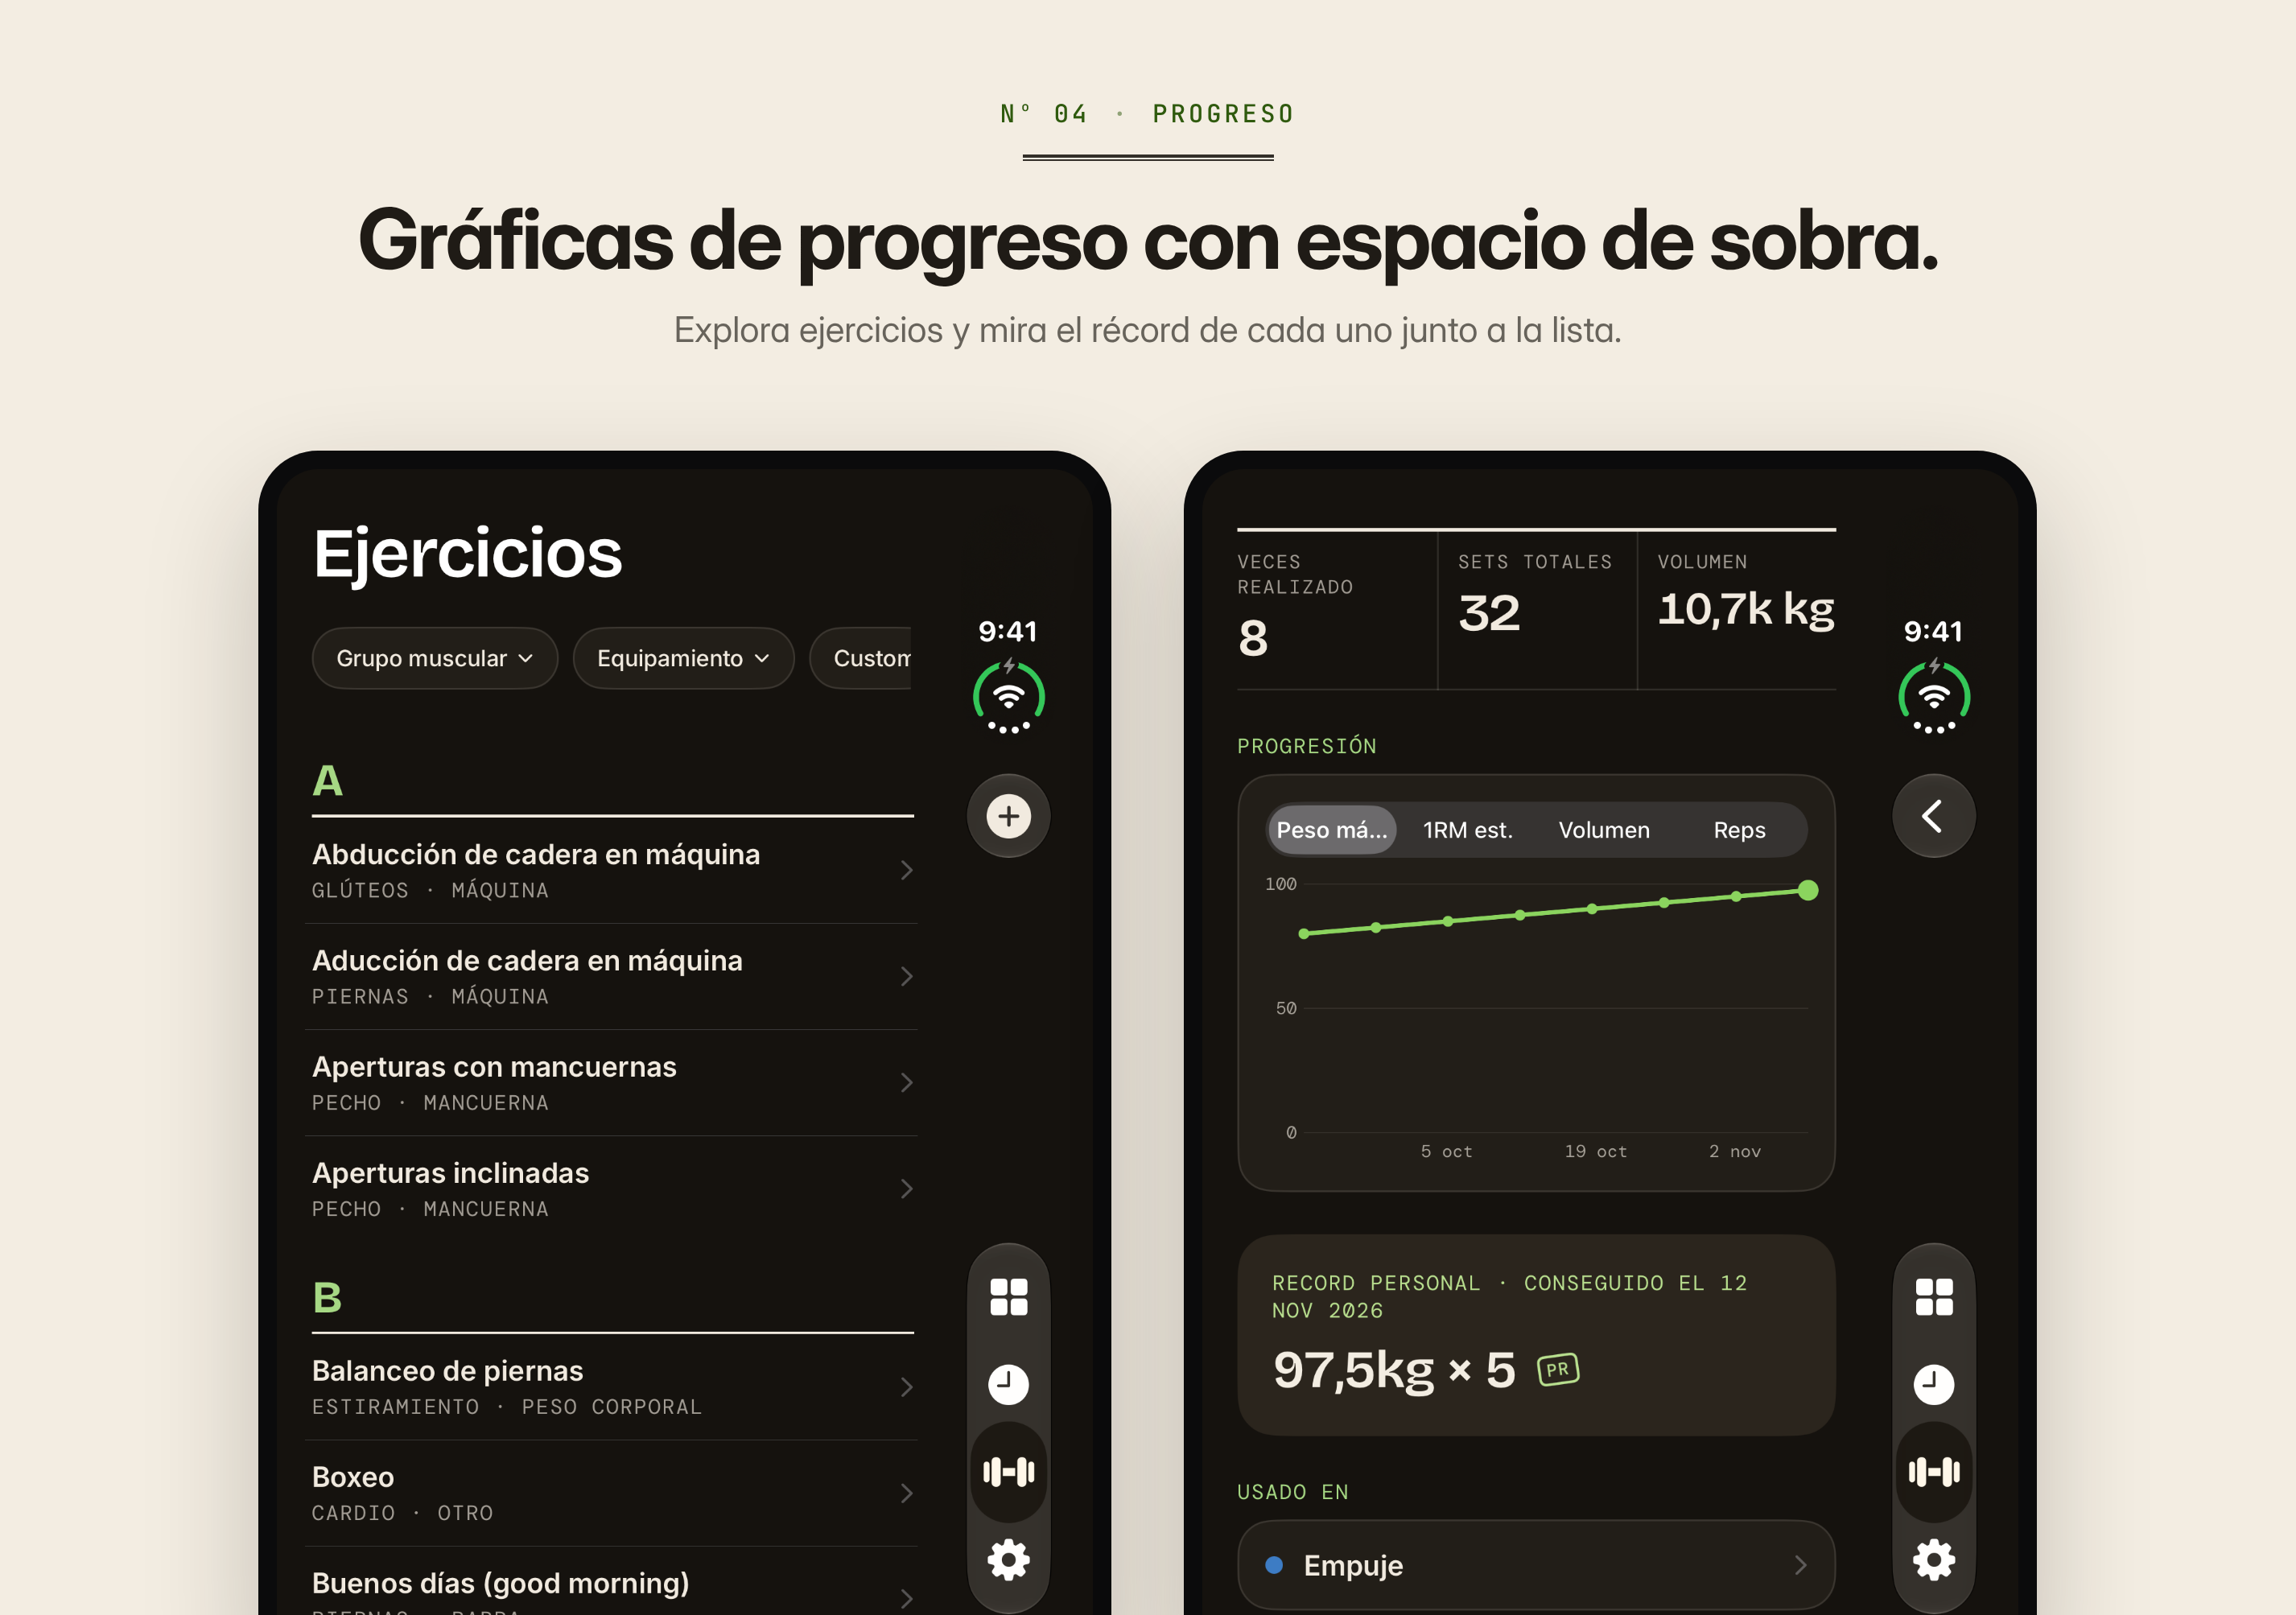 Nº 04 · PROGRESO
Gráficas de progreso con espacio de sobra.
Explora ejercicios y mira el récord de cada uno junto a la lista.
Ejercicios
Grupo muscular
Equipamiento
Custom
9:41
A
Abducción de cadera en máquina
GLÚTEOS · MÁQUINA
Aducción de cadera en máquina
PIERNAS · MÁQUINA
Aperturas con mancuernas
PECHO · MANCUERNA
Aperturas inclinadas
PECHO · MANCUERNA
B
Balanceo de piernas
ESTIRAMIENTO · PESO CORPORAL
Boxeo
CARDIO · OTRO
Buenos días (good morning)
PIERNAS · BARRA
VECES
REALIZADO
8
SETS TOTALES
32
VOLUMEN
10,7k kg
9:41
PROGRESIÓN
Peso má... 1RM est. Volumen Reps
100
50
0
5 oct 19 oct 2 nov
RECORD PERSONAL · CONSEGUIDO EL 12
NOV 2026
97,5kg × 5 PR
USADO EN
Empuje